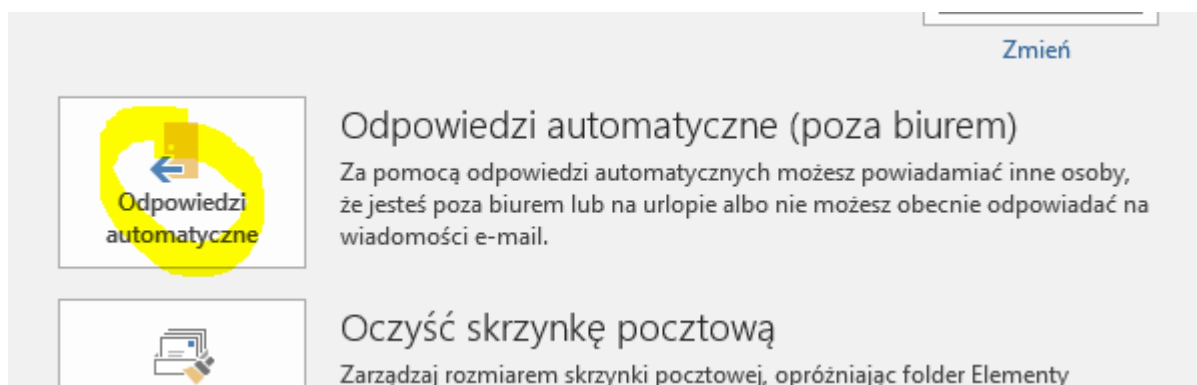 Zmień
Odpowiedzi
automatyczne
Odpowiedzi automatyczne (poza biurem)
Za pomocą odpowiedzi automatycznych możesz powiadamiać inne osoby,
że jesteś poza biurem lub na urlopie albo nie możesz obecnie odpowiadać na
wiadomości e-mail.
Oczyść skrzynkę pocztową
Zarządzaj rozmiarem skrzynki pocztowej, opróżniając folder Elementy